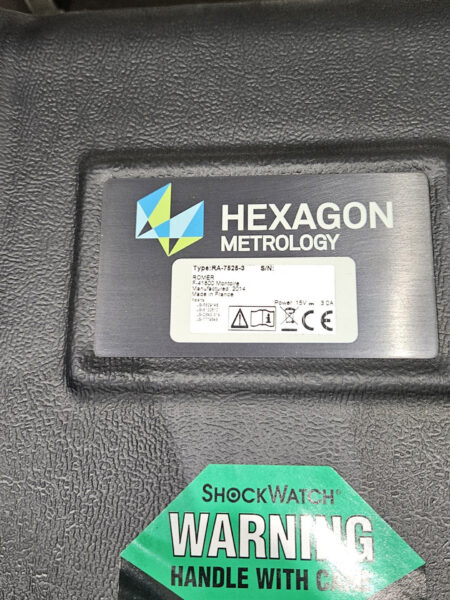 HEXAGON
METROLOGY
Type:RA-7525-3 S/N:
ROMER
F-41800 Montoire
Manufactured: 2014
Made in France
Power 15V 3.0A
CE
SHOCKWATCH®
WARNING
HANDLE WITH CARE